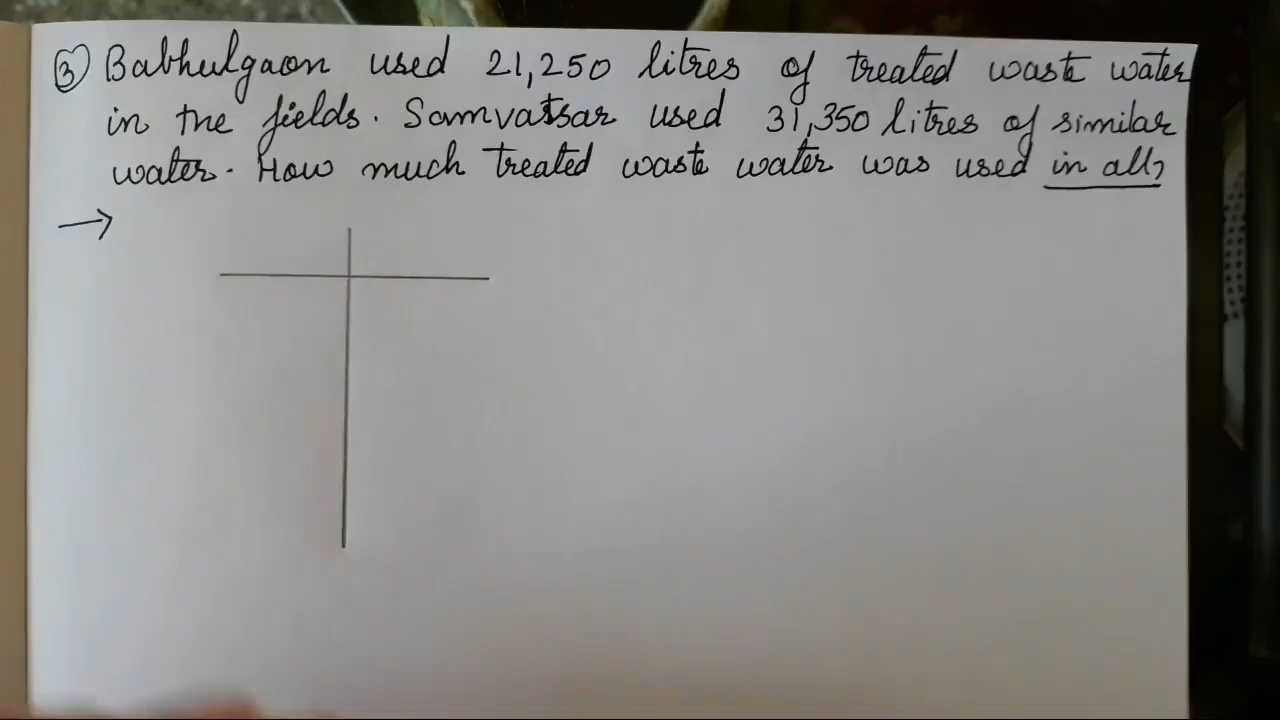 ③ Babhulgaon used 21,250 litres of treated waste water
in the fields. Samvatsar used 31,350 litres of similar
water. How much treated waste water was used in all?
→